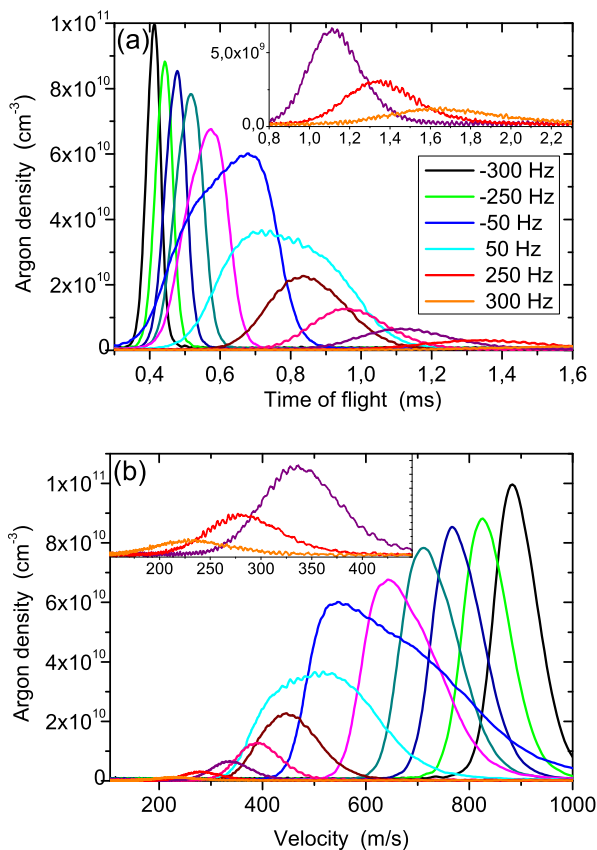 (a)
Argon density (cm⁻³)
1x10¹¹
8x10¹⁰
6x10¹⁰
4x10¹⁰
2x10¹⁰
0
5,0x10⁹
0,0
0,8 1,0 1,2 1,4 1,6 1,8 2,0 2,2
-300 Hz
-250 Hz
-50 Hz
50 Hz
250 Hz
300 Hz
0,4 0,6 0,8 1,0 1,2 1,4 1,6
Time of flight (ms)
(b)
Argon density (cm⁻³)
1x10¹¹
8x10¹⁰
6x10¹⁰
4x10¹⁰
2x10¹⁰
0
200 250 300 350 400
200 400 600 800 1000
Velocity (m/s)